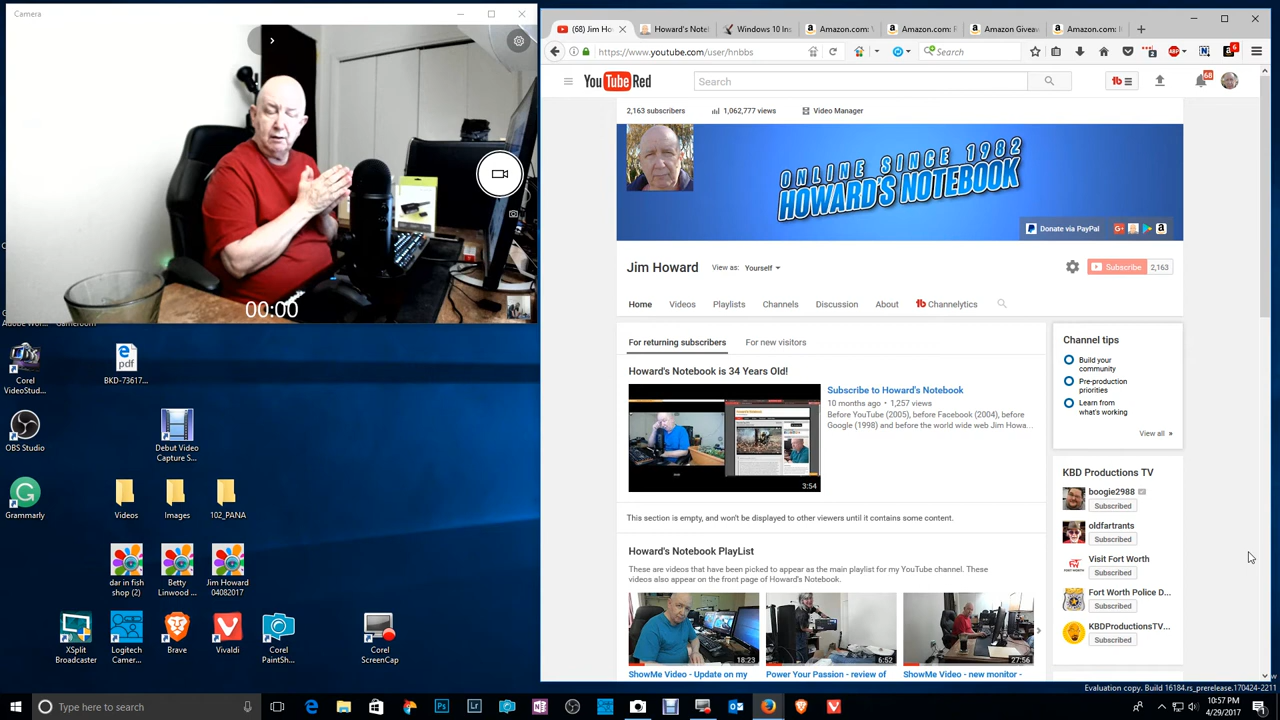 Camera
00:00
Corel
VideoStud...
BKD-73617...
OBS Studio
Debut Video
Capture S...
Grammarly
Videos
Images
102_PANA
dar in fish
shop (2)
Betty
Linwood ...
Jim Howard
04082017
XSplit
Broadcaster
Logitech
Camer...
Brave
Vivaldi
Corel
PaintSh...
Corel
ScreenCap
(68) Jim Ho
Howard's Note
Windows 10 Ins
Amazon.com:
Amazon.com:
Amazon Giveaw
Amazon.com:
https://www.youtube.com/user/hnbbs
Search
YouTube Red
Search
68
2,163 subscribers
1,062,777 views
Video Manager
ONLINE SINCE 1982
HOWARD'S NOTEBOOK
Donate via PayPal
Jim Howard
View as: Yourself
Subscribe 2,163
Home
Videos
Playlists
Channels
Discussion
About
Channelytics
For returning subscribers
For new visitors
Howard's Notebook is 34 Years Old!
Subscribe to Howard's Notebook
10 months ago • 1,257 views
Before YouTube (2005), before Facebook (2004), before
Google (1998) and before the world wide web Jim Howa...
3:54
This section is empty, and won't be displayed to other viewers until it contains some content.
Howard's Notebook PlayList
These are videos that have been picked to appear as the main playlist for my YouTube channel. These
videos also appear on the front page of Howard's Notebook.
18:23
6:52
27:56
ShowMe Video - Update on my
Power Your Passion - review of
ShowMe Video - new monitor -
Channel tips
Build your
community
Pre-production
priorities
Learn from
what's working
View all »
KBD Productions TV
boogie2988
Subscribed
oldfartrants
Subscribed
Visit Fort Worth
Subscribed
Fort Worth Police D...
Subscribed
KBDProductionsTV...
Subscribed
Evaluation copy. Build 16184.rs_prerelease.170424-2211
Type here to search
10:57 PM
4/29/2017